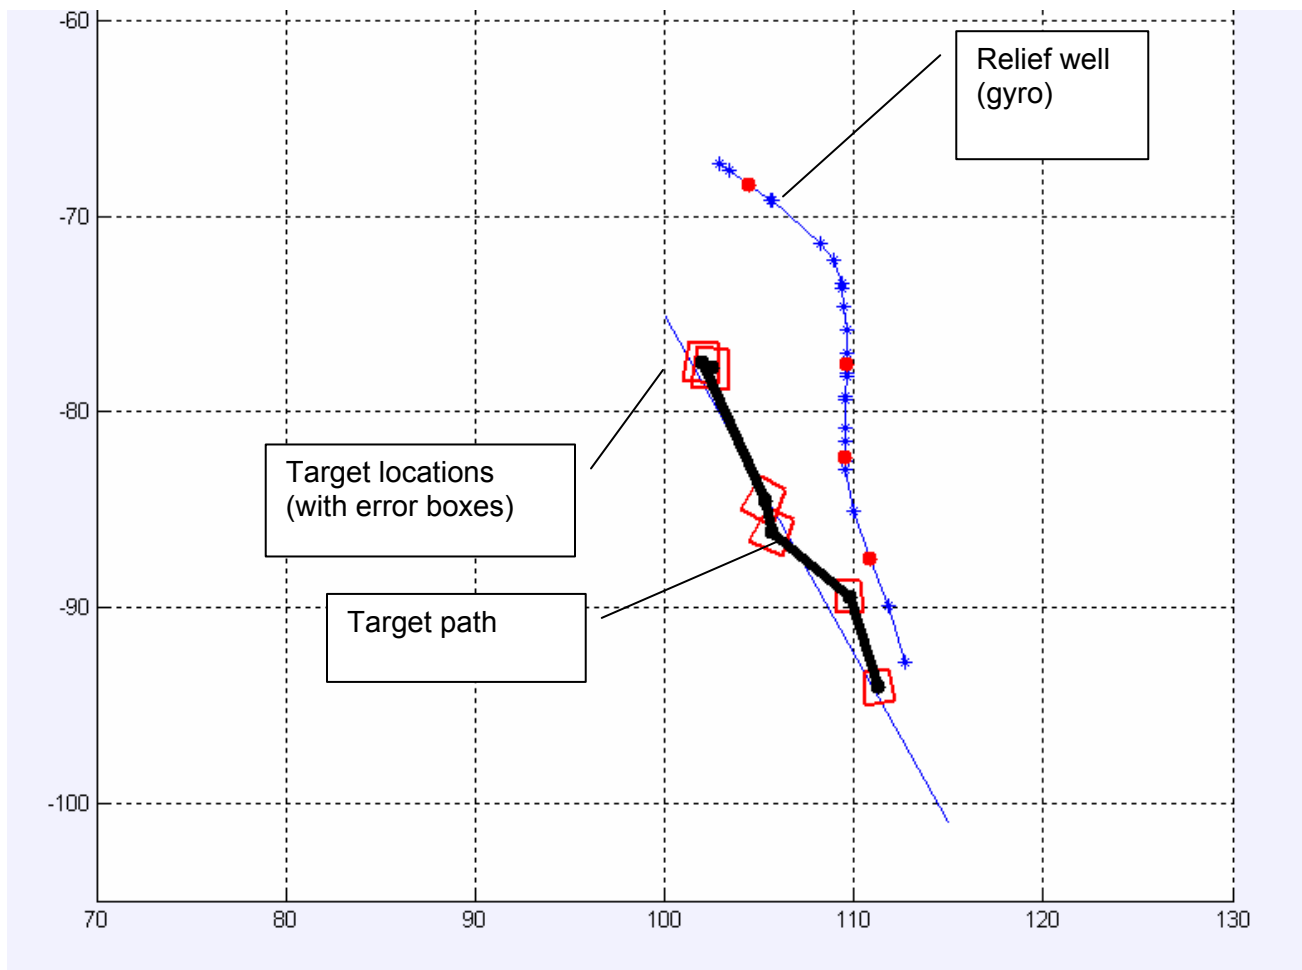 -60
Relief well
(gyro)
-70
-80
Target locations
(with error boxes)
-90
Target path
-100
70 80 90 100 110 120 130